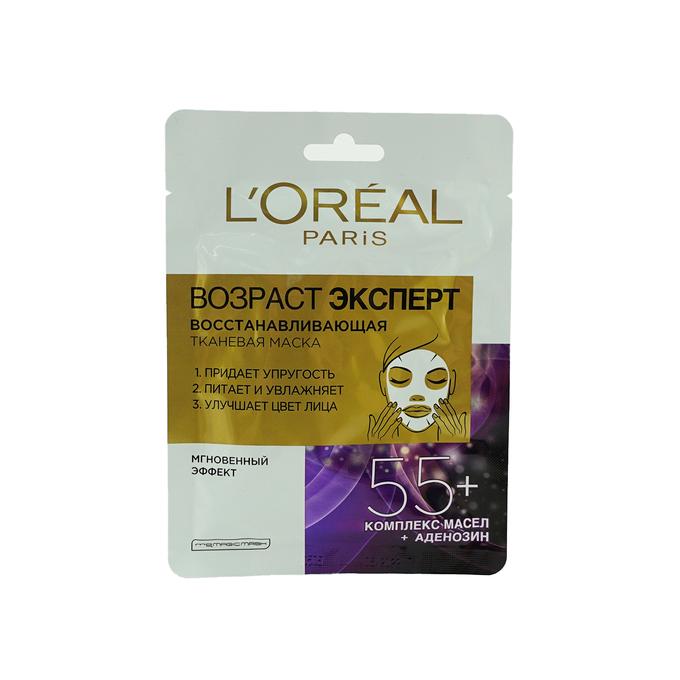 L'ORÉAL
PARiS
ВОЗРАСТ ЭКСПЕРТ
ВОССТАНАВЛИВАЮЩАЯ
ТКАНЕВАЯ МАСКА
1. ПРИДАЕТ УПРУГОСТЬ
2. ПИТАЕТ И УВЛАЖНЯЕТ
3. УЛУЧШАЕТ ЦВЕТ ЛИЦА
МГНОВЕННЫЙ
ЭФФЕКТ
55+
КОМПЛЕКС МАСЕЛ
+ АДЕНОЗИН